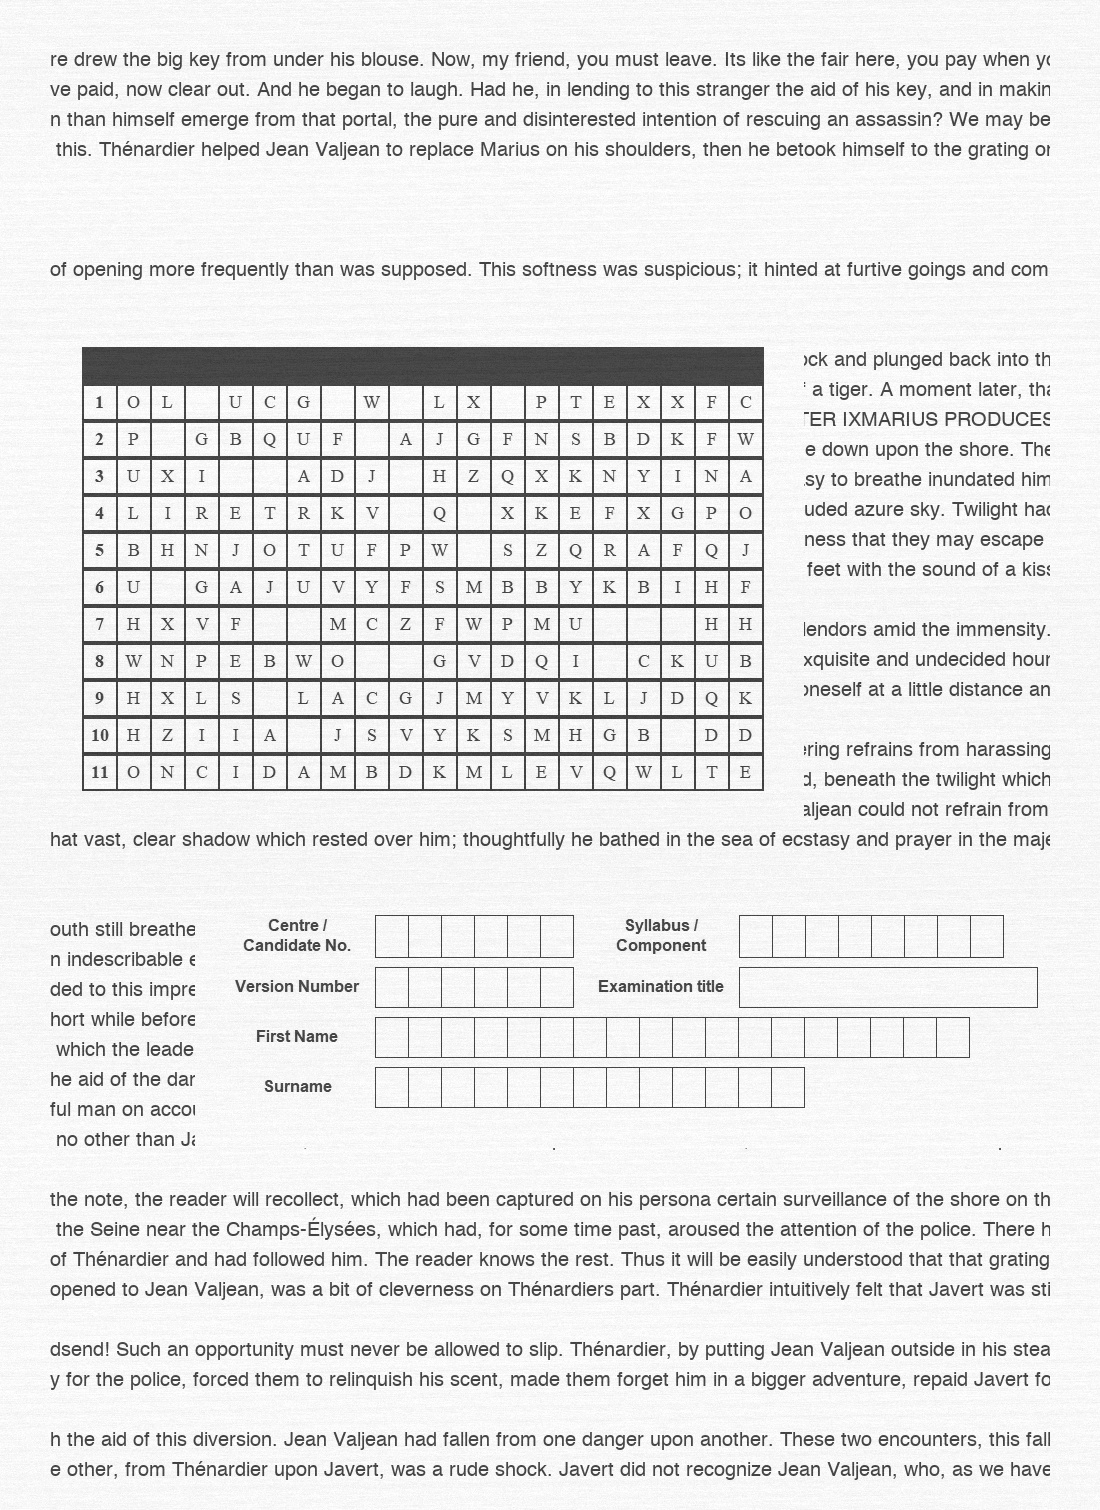 re drew the big key from under his blouse. Now, my friend, you must leave. Its like the fair here, you pay when yo
ve paid, now clear out. And he began to laugh. Had he, in lending to this stranger the aid of his key, and in makin
n than himself emerge from that portal, the pure and disinterested intention of rescuing an assassin? We may be
this. Thénardier helped Jean Valjean to replace Marius on his shoulders, then he betook himself to the grating or
of opening more frequently than was supposed. This softness was suspicious; it hinted at furtive goings and com
1 O L U C G W L X P T E X X F C
2 P G B Q U F A J G F N S B D K F W
3 U X I A D J H Z Q X K N Y I N A
4 L I R E T R K V Q X K E F X G P O
5 B H N J O T U F P W S Z Q R A F Q J
6 U G A J U V Y F S M B B Y K B I H F
7 H X V F M C Z F W P M U H H
8 W N P E B W O G V D Q I C K U B
9 H X L S L A C G J M Y V K L J D Q K
10 H Z I I A J S V Y K S M H G B D D
11 O N C I D A M B D K M L E V Q W L T E
ock and plunged back into th
a tiger. A moment later, tha
TER IXMARIUS PRODUCES
e down upon the shore. The
sy to breathe inundated him
uded azure sky. Twilight had
ness that they may escape
feet with the sound of a kiss
lendors amid the immensity.
xquisite and undecided hour
oneself at a little distance an
ering refrains from harassing
d, beneath the twilight which
aljean could not refrain from
hat vast, clear shadow which rested over him; thoughtfully he bathed in the sea of ecstasy and prayer in the maje
outh still breathe
n indescribable e
ded to this impre
hort while before
which the leade
he aid of the dar
ful man on accou
no other than Ja
Centre /
Candidate No.
Syllabus /
Component
Version Number
Examination title
First Name
Surname
the note, the reader will recollect, which had been captured on his persona certain surveillance of the shore on th
the Seine near the Champs-Élysées, which had, for some time past, aroused the attention of the police. There h
of Thénardier and had followed him. The reader knows the rest. Thus it will be easily understood that that grating
opened to Jean Valjean, was a bit of cleverness on Thénardiers part. Thénardier intuitively felt that Javert was sti
dsend! Such an opportunity must never be allowed to slip. Thénardier, by putting Jean Valjean outside in his stea
y for the police, forced them to relinquish his scent, made them forget him in a bigger adventure, repaid Javert fo
h the aid of this diversion. Jean Valjean had fallen from one danger upon another. These two encounters, this fall
e other, from Thénardier upon Javert, was a rude shock. Javert did not recognize Jean Valjean, who, as we have